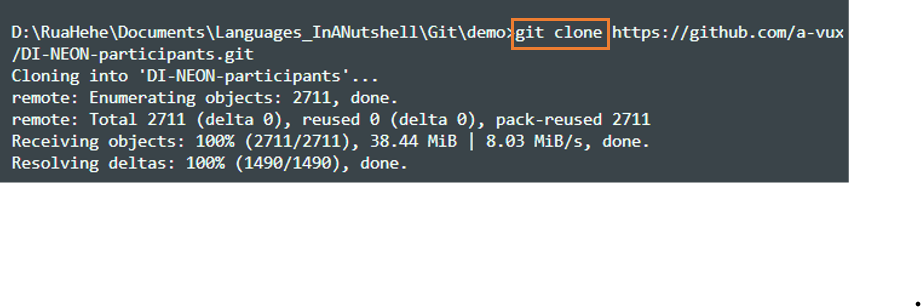 D:\RuaHehe\Documents\Languages_InANutshell\Git\demo>git clone https://github.com/a-vux
/DI-NEON-participants.git
Cloning into 'DI-NEON-participants'...
remote: Enumerating objects: 2711, done.
remote: Total 2711 (delta 0), reused 0 (delta 0), pack-reused 2711
Receiving objects: 100% (2711/2711), 38.44 MiB | 8.03 MiB/s, done.
Resolving deltas: 100% (1490/1490), done.
.